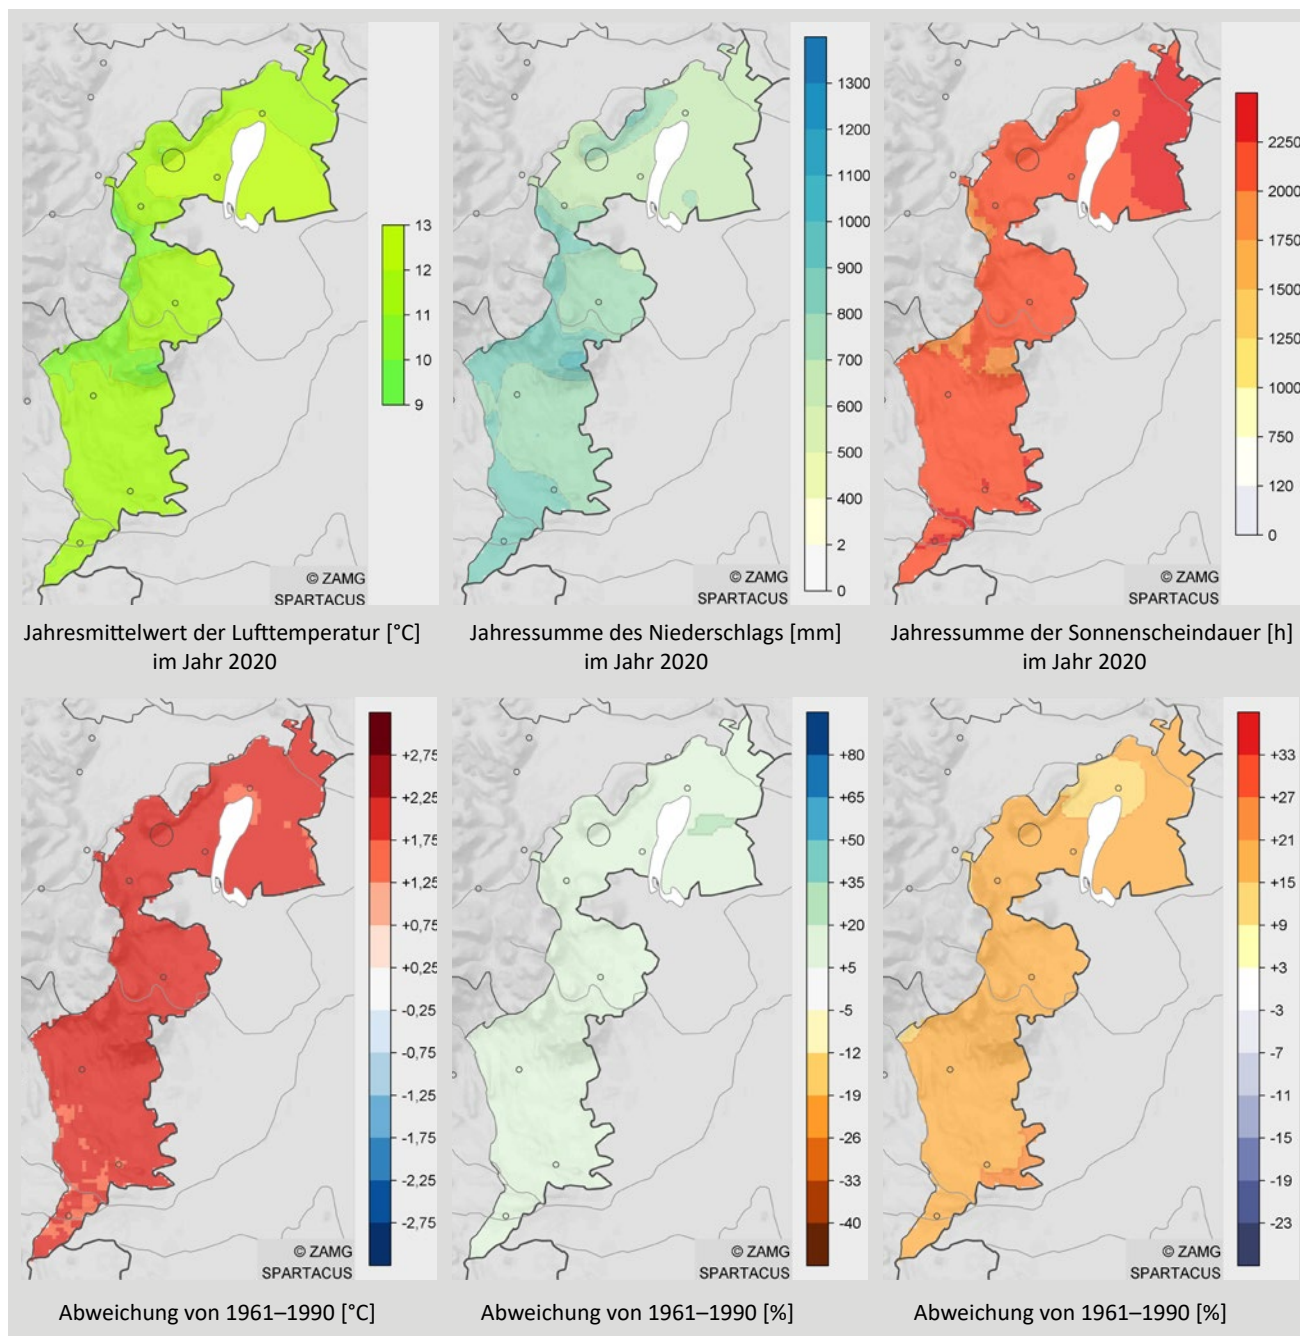 13
12
11
10
9
© ZAMG
SPARTACUS
1300
1200
1100
1000
900
800
700
600
500
400
2
0
© ZAMG
SPARTACUS
2250
2000
1750
1500
1250
1000
750
120
0
© ZAMG
SPARTACUS
Jahresmittelwert der Lufttemperatur [°C]
im Jahr 2020
Jahressumme des Niederschlags [mm]
im Jahr 2020
Jahressumme der Sonnenscheindauer [h]
im Jahr 2020
+2,75
+2,25
+1,75
+1,25
+0,75
+0,25
-0,25
-0,75
-1,25
-1,75
-2,25
-2,75
© ZAMG
SPARTACUS
+80
+65
+50
+35
+20
+5
-5
-12
-19
-26
-33
-40
© ZAMG
SPARTACUS
+33
+27
+21
+15
+9
+3
-3
-7
-11
-15
-19
-23
© ZAMG
SPARTACUS
Abweichung von 1961–1990 [°C]
Abweichung von 1961–1990 [%]
Abweichung von 1961–1990 [%]